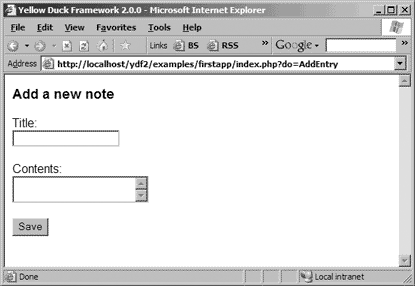 Yellow Duck Framework 2.0.0 - Microsoft Internet Explorer
File Edit View Favorites Tools Help
Links BS RSS » Google »
Address http://localhost/ydf2/examples/firstapp/index.php?do=AddEntry
Add a new note
Title:
Contents:
Save
Done Local intranet